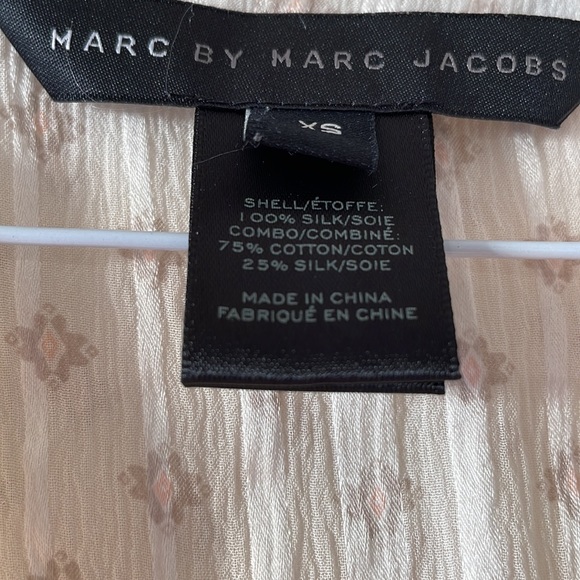 MARC BY MARC JACOBS
XS
SHELL/ÉTOFFE:
100% SILK/SOIE
COMBO/COMBINÉ:
75% COTTON/COTON
25% SILK/SOIE
MADE IN CHINA
FABRIQUÉ EN CHINE